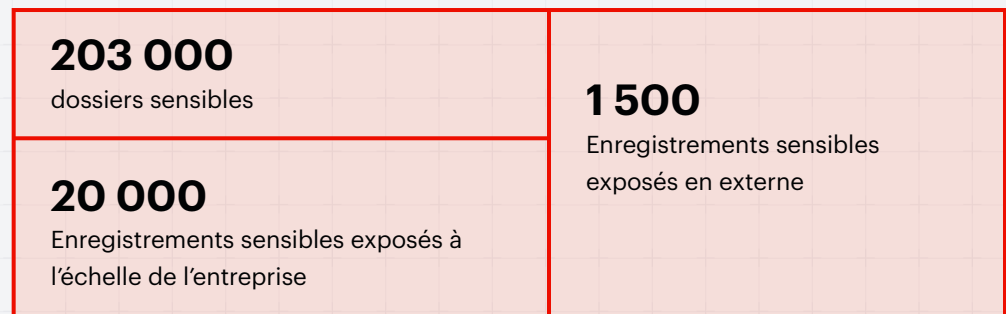 203 000
dossiers sensibles
20 000
Enregistrements sensibles exposés à
l’échelle de l’entreprise
1 500
Enregistrements sensibles
exposés en externe